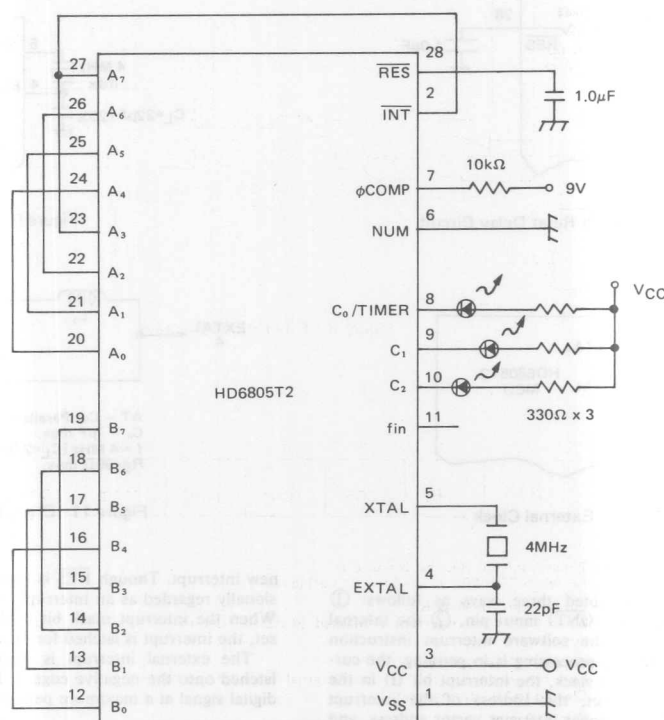 28
27
A7
RES
2
26
A6
INT
1.0μF
25
A5
24
A4
10kΩ
7
φCOMP
9V
23
A3
6
NUM
22
A2
VCC
21
A1
8
C0/TIMER
20
A0
9
C1
10
C2
HD6805T2
330Ω x 3
19
B7
11
fin
18
B6
17
B5
5
XTAL
16
B4
4MHz
15
B3
4
EXTAL
14
B2
22pF
13
B1
3
VCC
VCC
12
B0
1
VSS